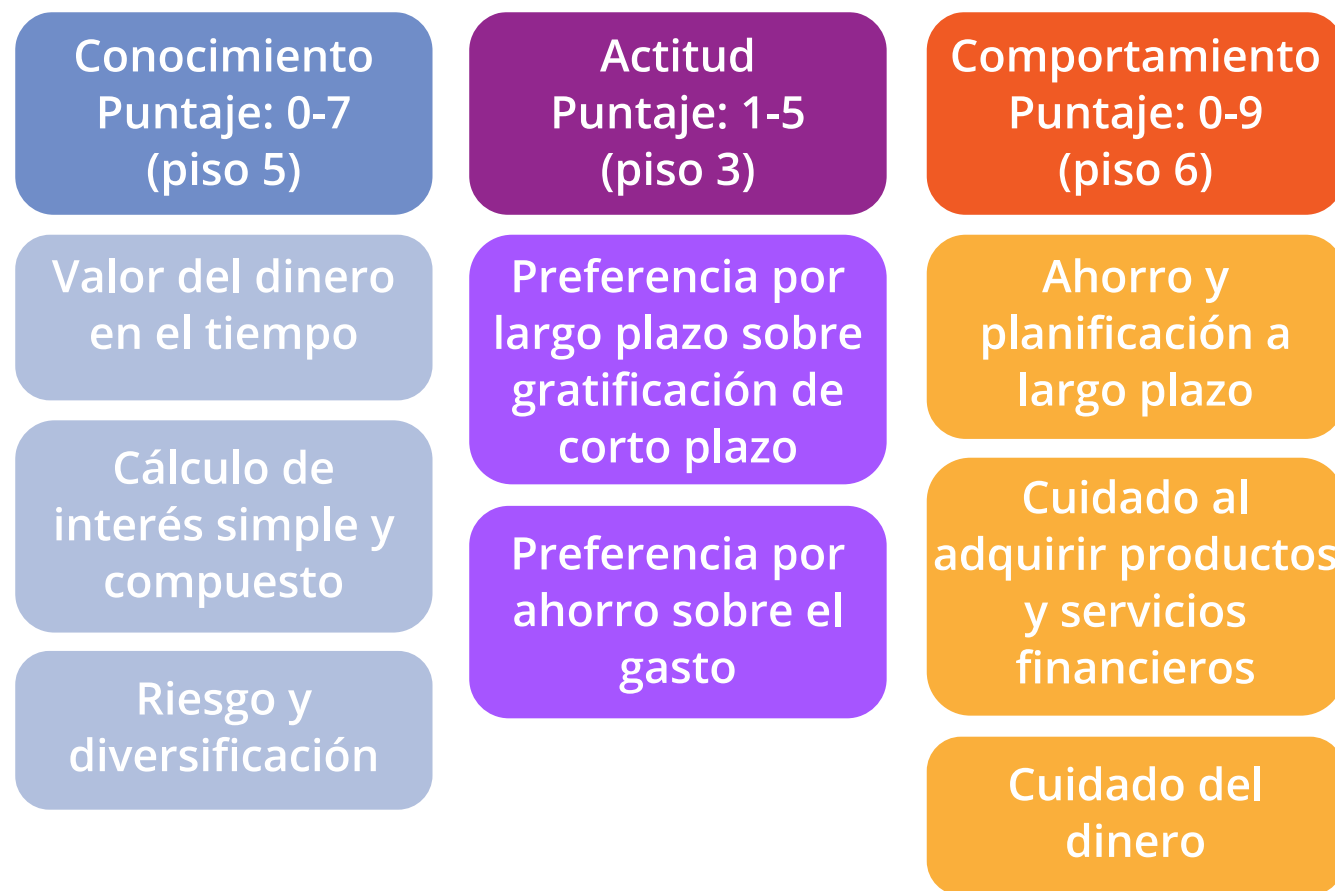 Conocimiento
Puntaje: 0-7
(piso 5)
Valor del dinero
en el tiempo
Cálculo de
interés simple y
compuesto
Riesgo y
diversificación
Actitud
Puntaje: 1-5
(piso 3)
Preferencia por
largo plazo sobre
gratificación de
corto plazo
Preferencia por
ahorro sobre el
gasto
Comportamiento
Puntaje: 0-9
(piso 6)
Ahorro y
planificación a
largo plazo
Cuidado al
adquirir productos
y servicios
financieros
Cuidado del
dinero